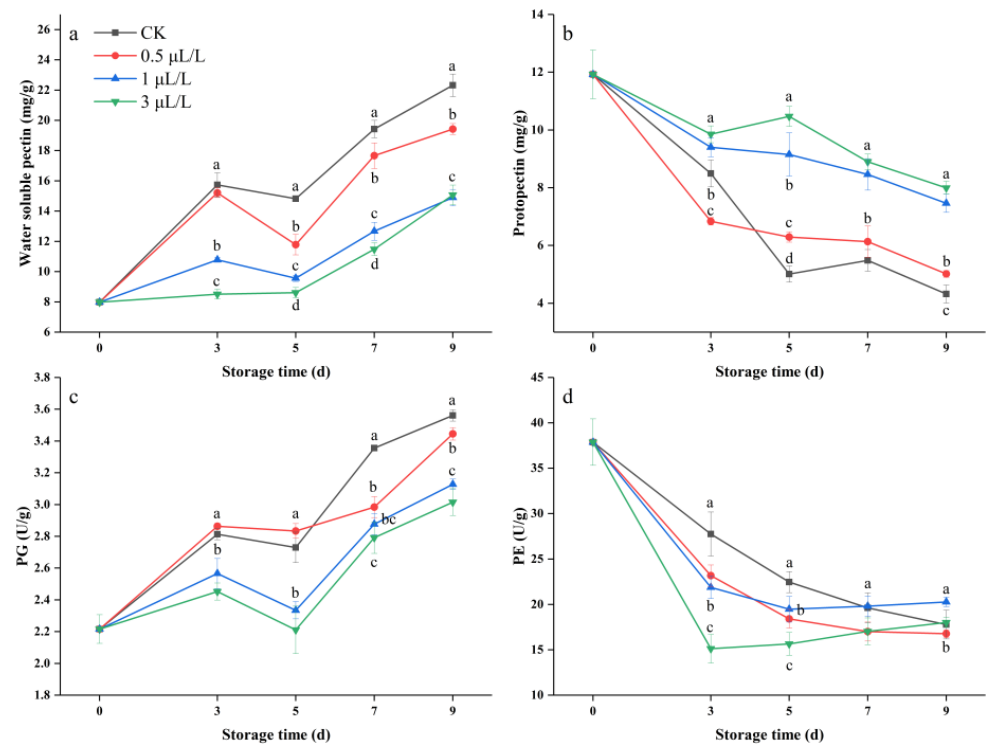 a
CK
0.5 μL/L
1 μL/L
3 μL/L
26
24
22
20
18
16
14
12
10
8
6
Water soluble pectin (mg/g)
a
b
c
a
b
c
d
a
b
c
d
a
b
c
0
3
5
7
9
Storage time (d)
b
14
12
10
8
6
4
Protopectin (mg/g)
a
b
c
a
b
c
d
a
b
a
b
c
0
3
5
7
9
Storage time (d)
c
3.8
3.6
3.4
3.2
3.0
2.8
2.6
2.4
2.2
2.0
1.8
PG (U/g)
a
b
a
b
a
b
bc
c
a
b
c
0
3
5
7
9
Storage time (d)
d
45
40
35
30
25
20
15
10
PE (U/g)
a
b
c
a
b
c
a
a
b
0
3
5
7
9
Storage time (d)